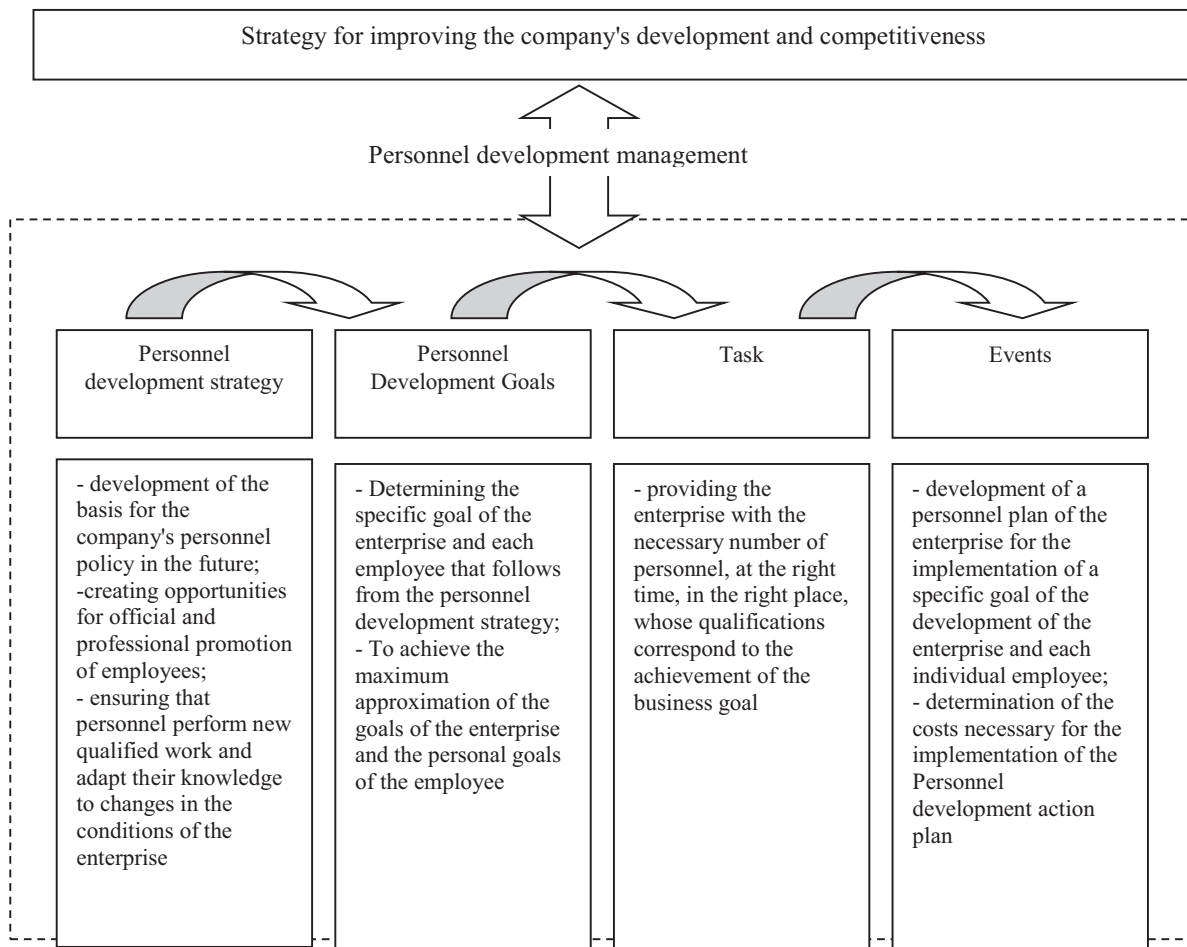 Strategy for improving the company's development and competitiveness
Personnel development management
Personnel
development strategy
Personnel
Development Goals
Task
Events
- development of the
basis for the
company's personnel
policy in the future;
-creating opportunities
for official and
professional promotion
of employees;
- ensuring that
personnel perform new
qualified work and
adapt their knowledge
to changes in the
conditions of the
enterprise
- Determining the
specific goal of the
enterprise and each
employee that follows
from the personnel
development strategy;
- To achieve the
maximum
approximation of the
goals of the enterprise
and the personal goals
of the employee
- providing the
enterprise with the
necessary number of
personnel, at the right
time, in the right place,
whose qualifications
correspond to the
achievement of the
business goal
- development of a
personnel plan of the
enterprise for the
implementation of a
specific goal of the
development of the
enterprise and each
individual employee;
- determination of the
costs necessary for the
implementation of the
Personnel
development action
plan